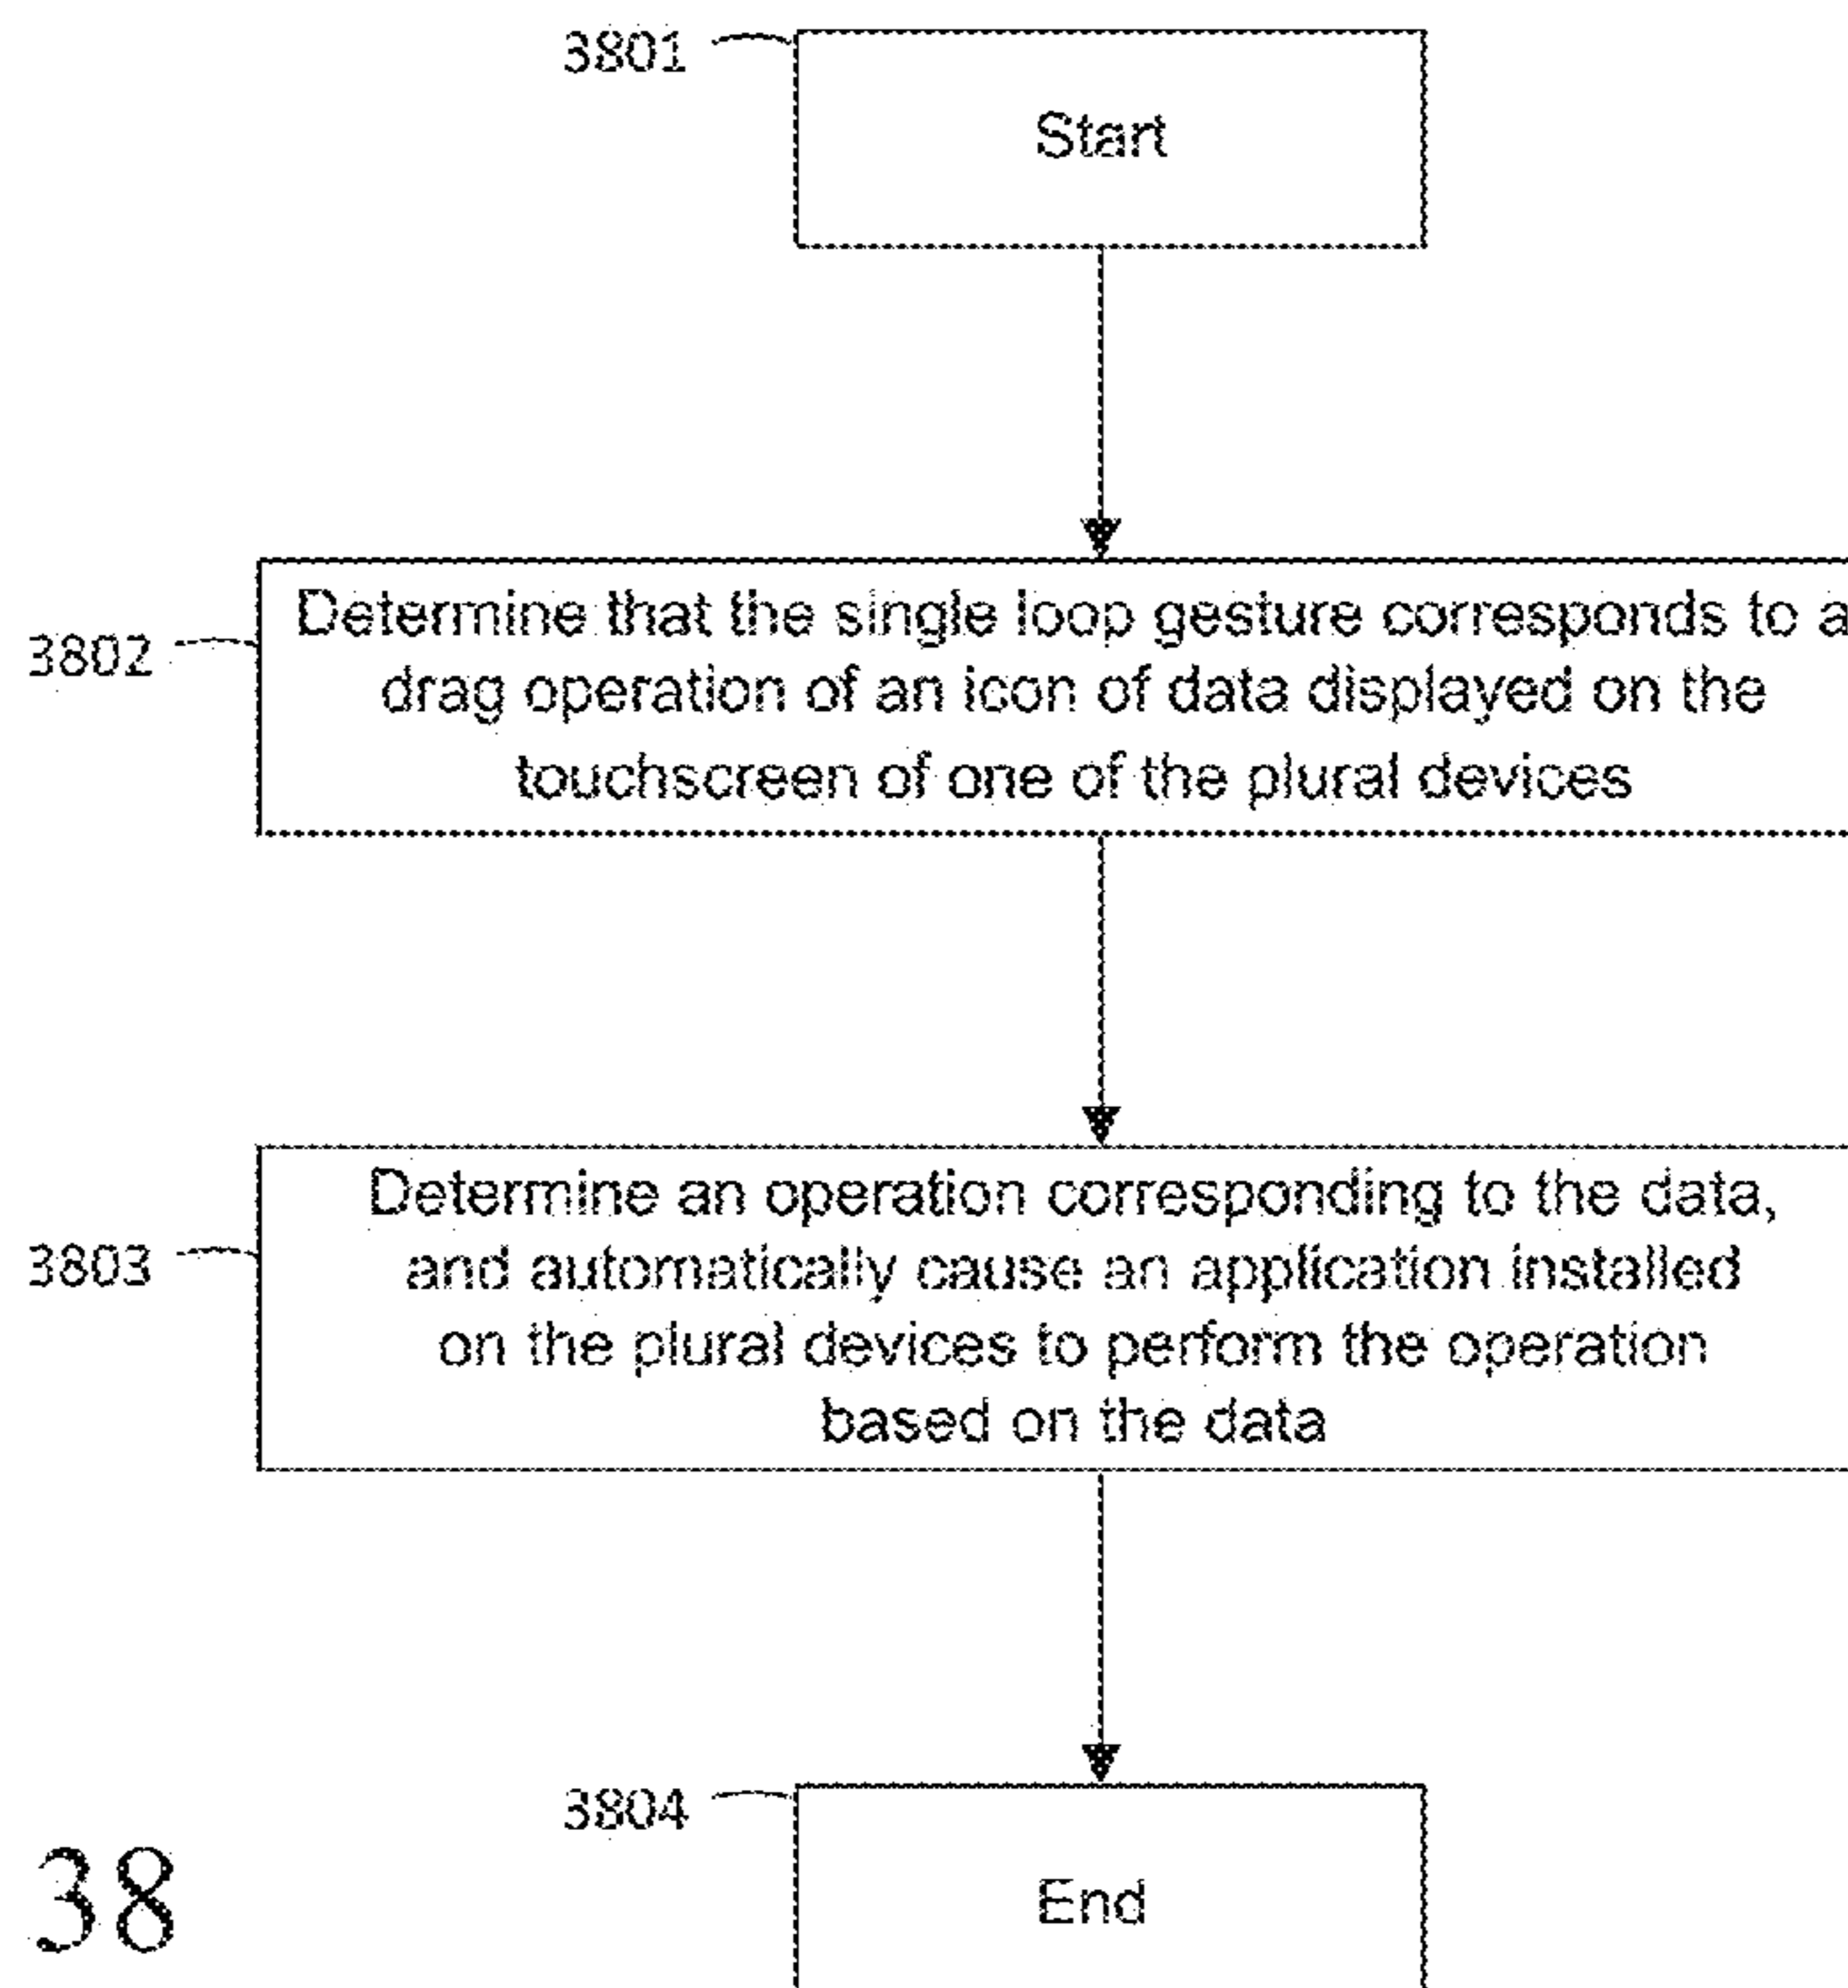 3801
Start
3802
Determine that the single loop gesture corresponds to a
drag operation of an icon of data displayed on the
touchscreen of one of the plural devices
3803
Determine an operation corresponding to the data,
and automatically cause an application installed
on the plural devices to perform the operation
based on the data
3804
End
38